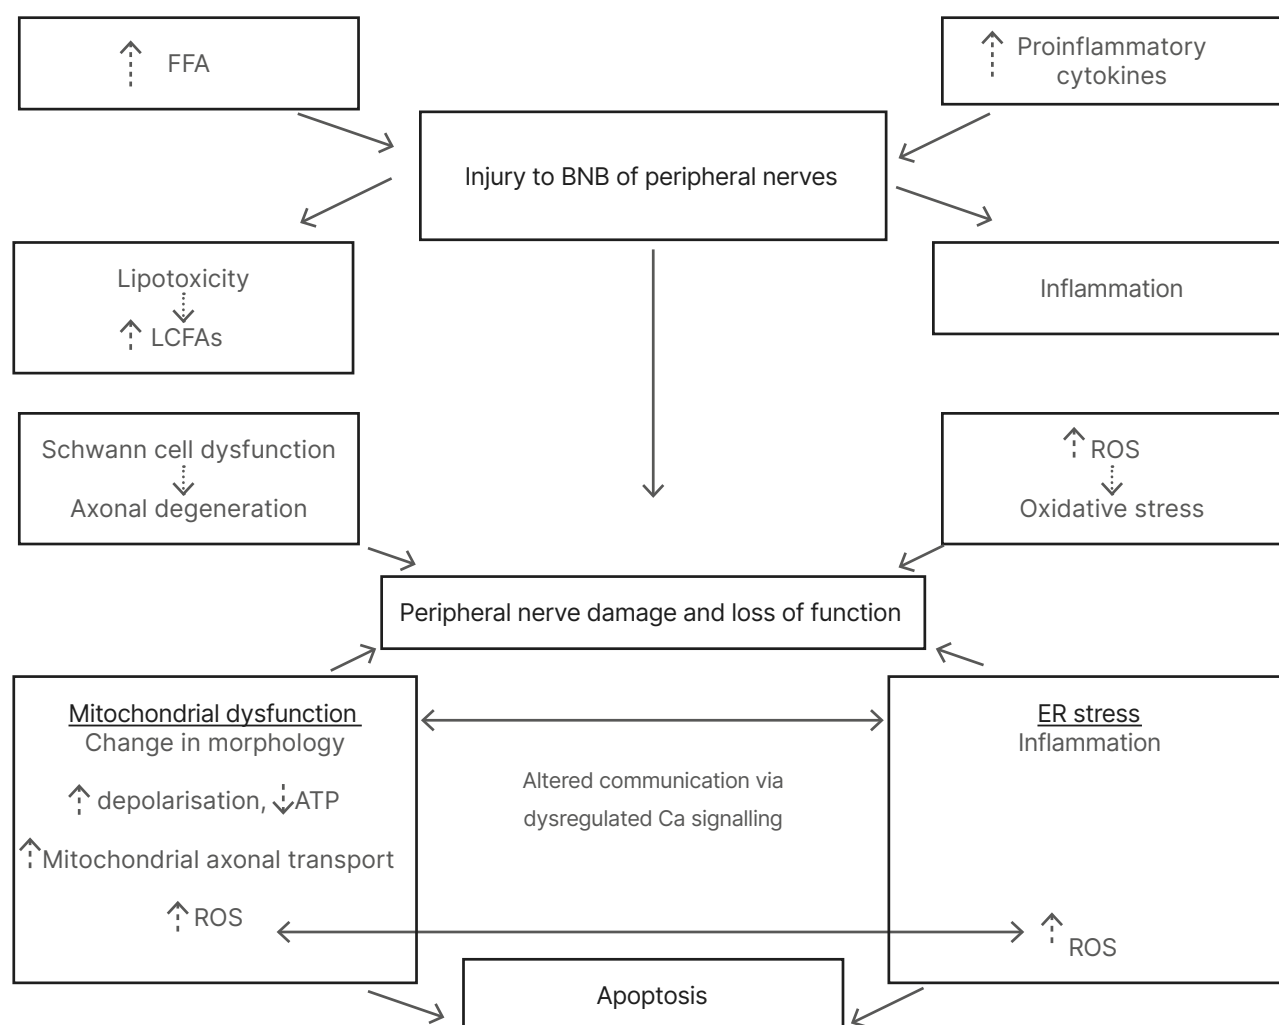 FFA
Proinflammatory
cytokines
Injury to BNB of peripheral nerves
Lipotoxicity
LCFAs
Inflammation
Schwann cell dysfunction
Axonal degeneration
ROS
Oxidative stress
Peripheral nerve damage and loss of function
Mitochondrial dysfunction
Change in morphology
depolarisation, ATP
Mitochondrial axonal transport
ROS
Altered communication via
dysregulated Ca signalling
ER stress
Inflammation
ROS
Apoptosis